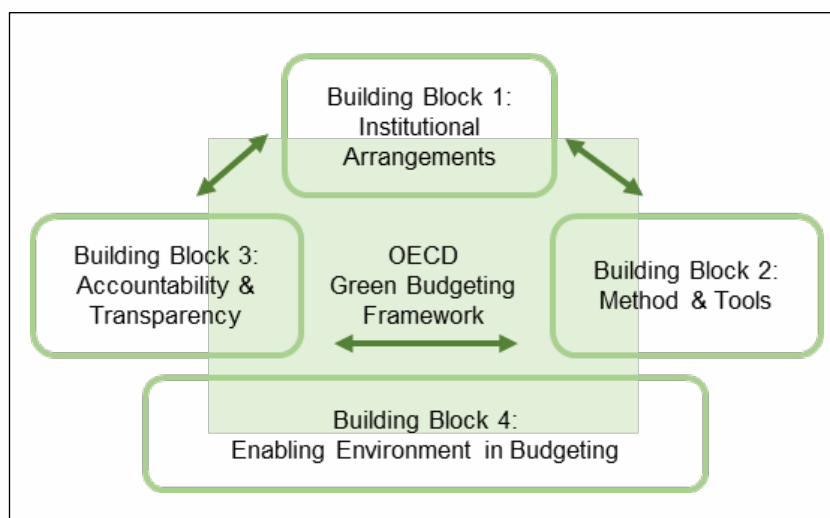 Building Block 1:
Institutional
Arrangements
Building Block 3:
Accountability &
Transparency
OECD
Green Budgeting
Framework
Building Block 2:
Method & Tools
Building Block 4:
Enabling Environment in Budgeting